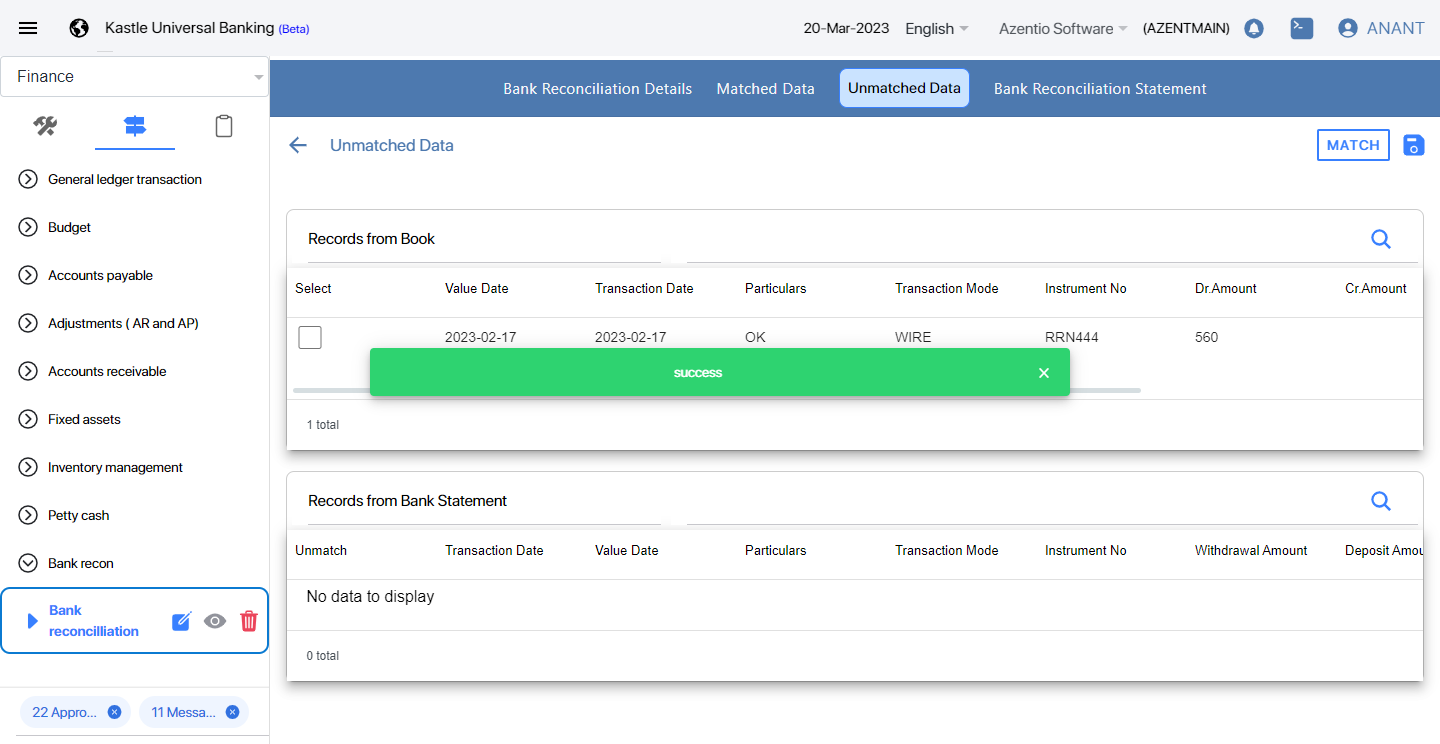 Kastle Universal Banking (Beta)
20-Mar-2023 English Azentio Software (AZENTMAIN) ANANT
Finance
General ledger transaction
Budget
Accounts payable
Adjustments ( AR and AP)
Accounts receivable
Fixed assets
Inventory management
Petty cash
Bank recon
Bank
reconcilliation
22 Appro... 11 Messa...
Bank Reconciliation Details Matched Data Unmatched Data Bank Reconciliation Statement
Unmatched Data MATCH
Records from Book
Select Value Date Transaction Date Particulars Transaction Mode Instrument No Dr.Amount Cr.Amount
2023-02-17 2023-02-17 OK WIRE RRN444 560
success
1 total
Records from Bank Statement
Unmatch Transaction Date Value Date Particulars Transaction Mode Instrument No Withdrawal Amount Deposit Amou
No data to display
0 total